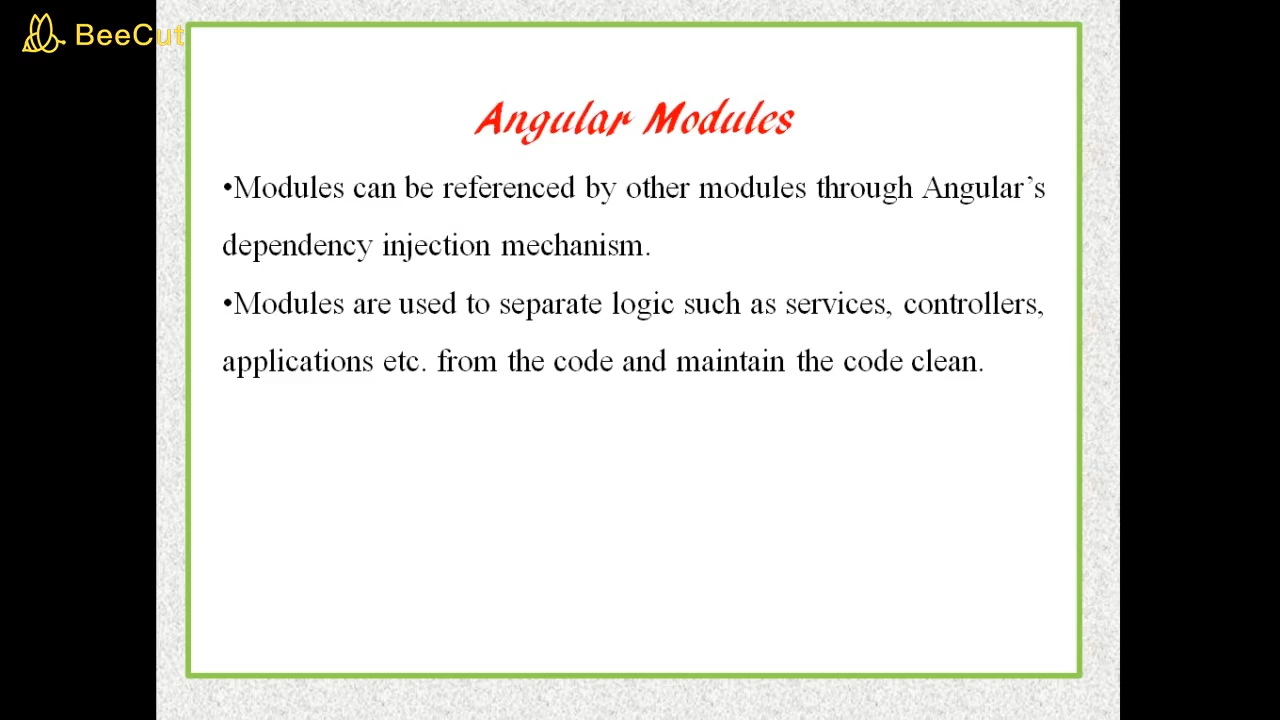 BeeCut
Angular Modules
•Modules can be referenced by other modules through Angular’s
dependency injection mechanism.
•Modules are used to separate logic such as services, controllers,
applications etc. from the code and maintain the code clean.